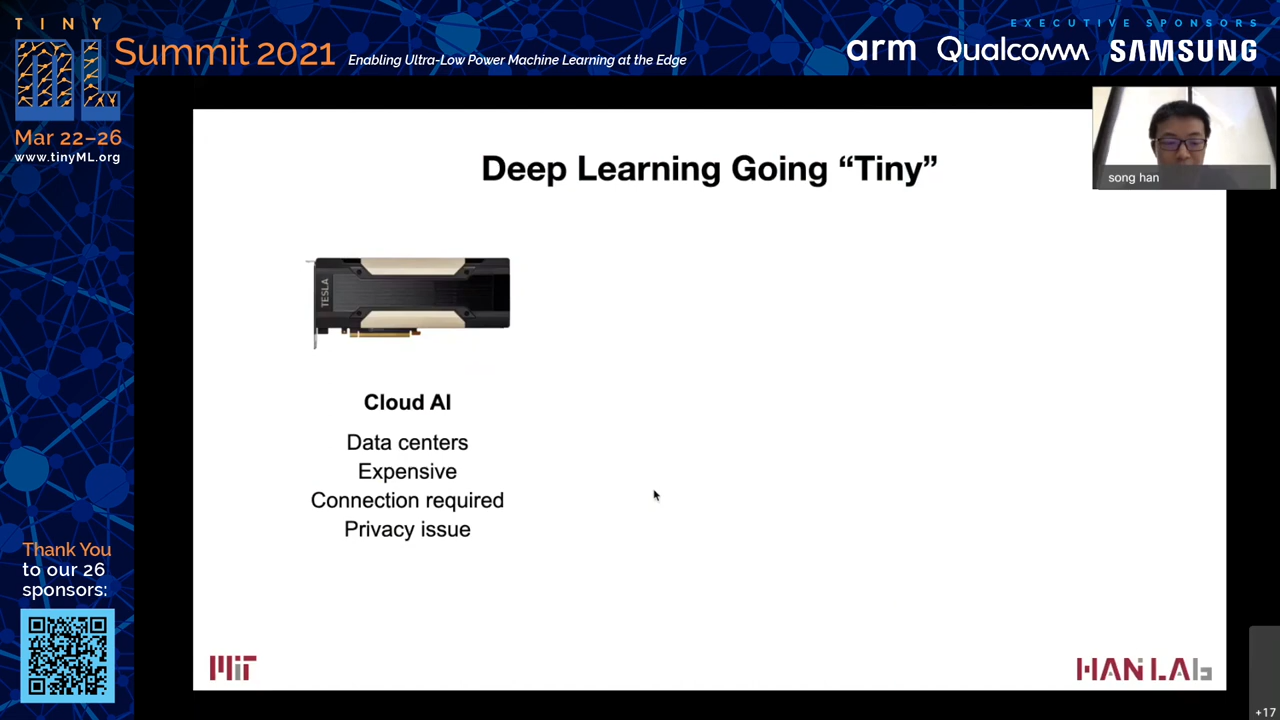 TINY
ML
Summit 2021
Enabling Ultra-Low Power Machine Learning at the Edge
Mar 22–26
www.tinyML.org
EXECUTIVE SPONSORS
arm Qualcomm SAMSUNG
song han
Deep Learning Going “Tiny”
TESLA
Cloud AI
Data centers
Expensive
Connection required
Privacy issue
Thank You
to our 26
sponsors:
MIT
HAN LAB
+17